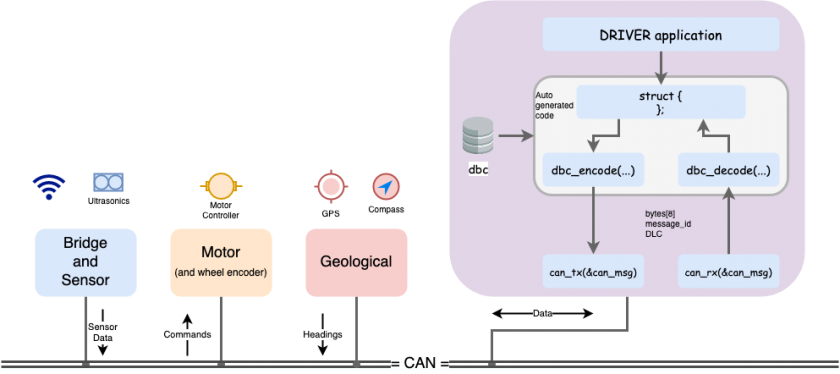 DRIVER application
Auto
generated
code
struct {
};
dbc
dbc_encode(...)
dbc_decode(...)
bytes[8]
message_id
DLC
can_tx(&can_msg)
can_rx(&can_msg)
Ultrasonics
Motor
Controller
GPS
Compass
Bridge
and
Sensor
Motor
(and wheel encoder)
Geological
Sensor
Data
Commands
Headings
Data
= CAN =